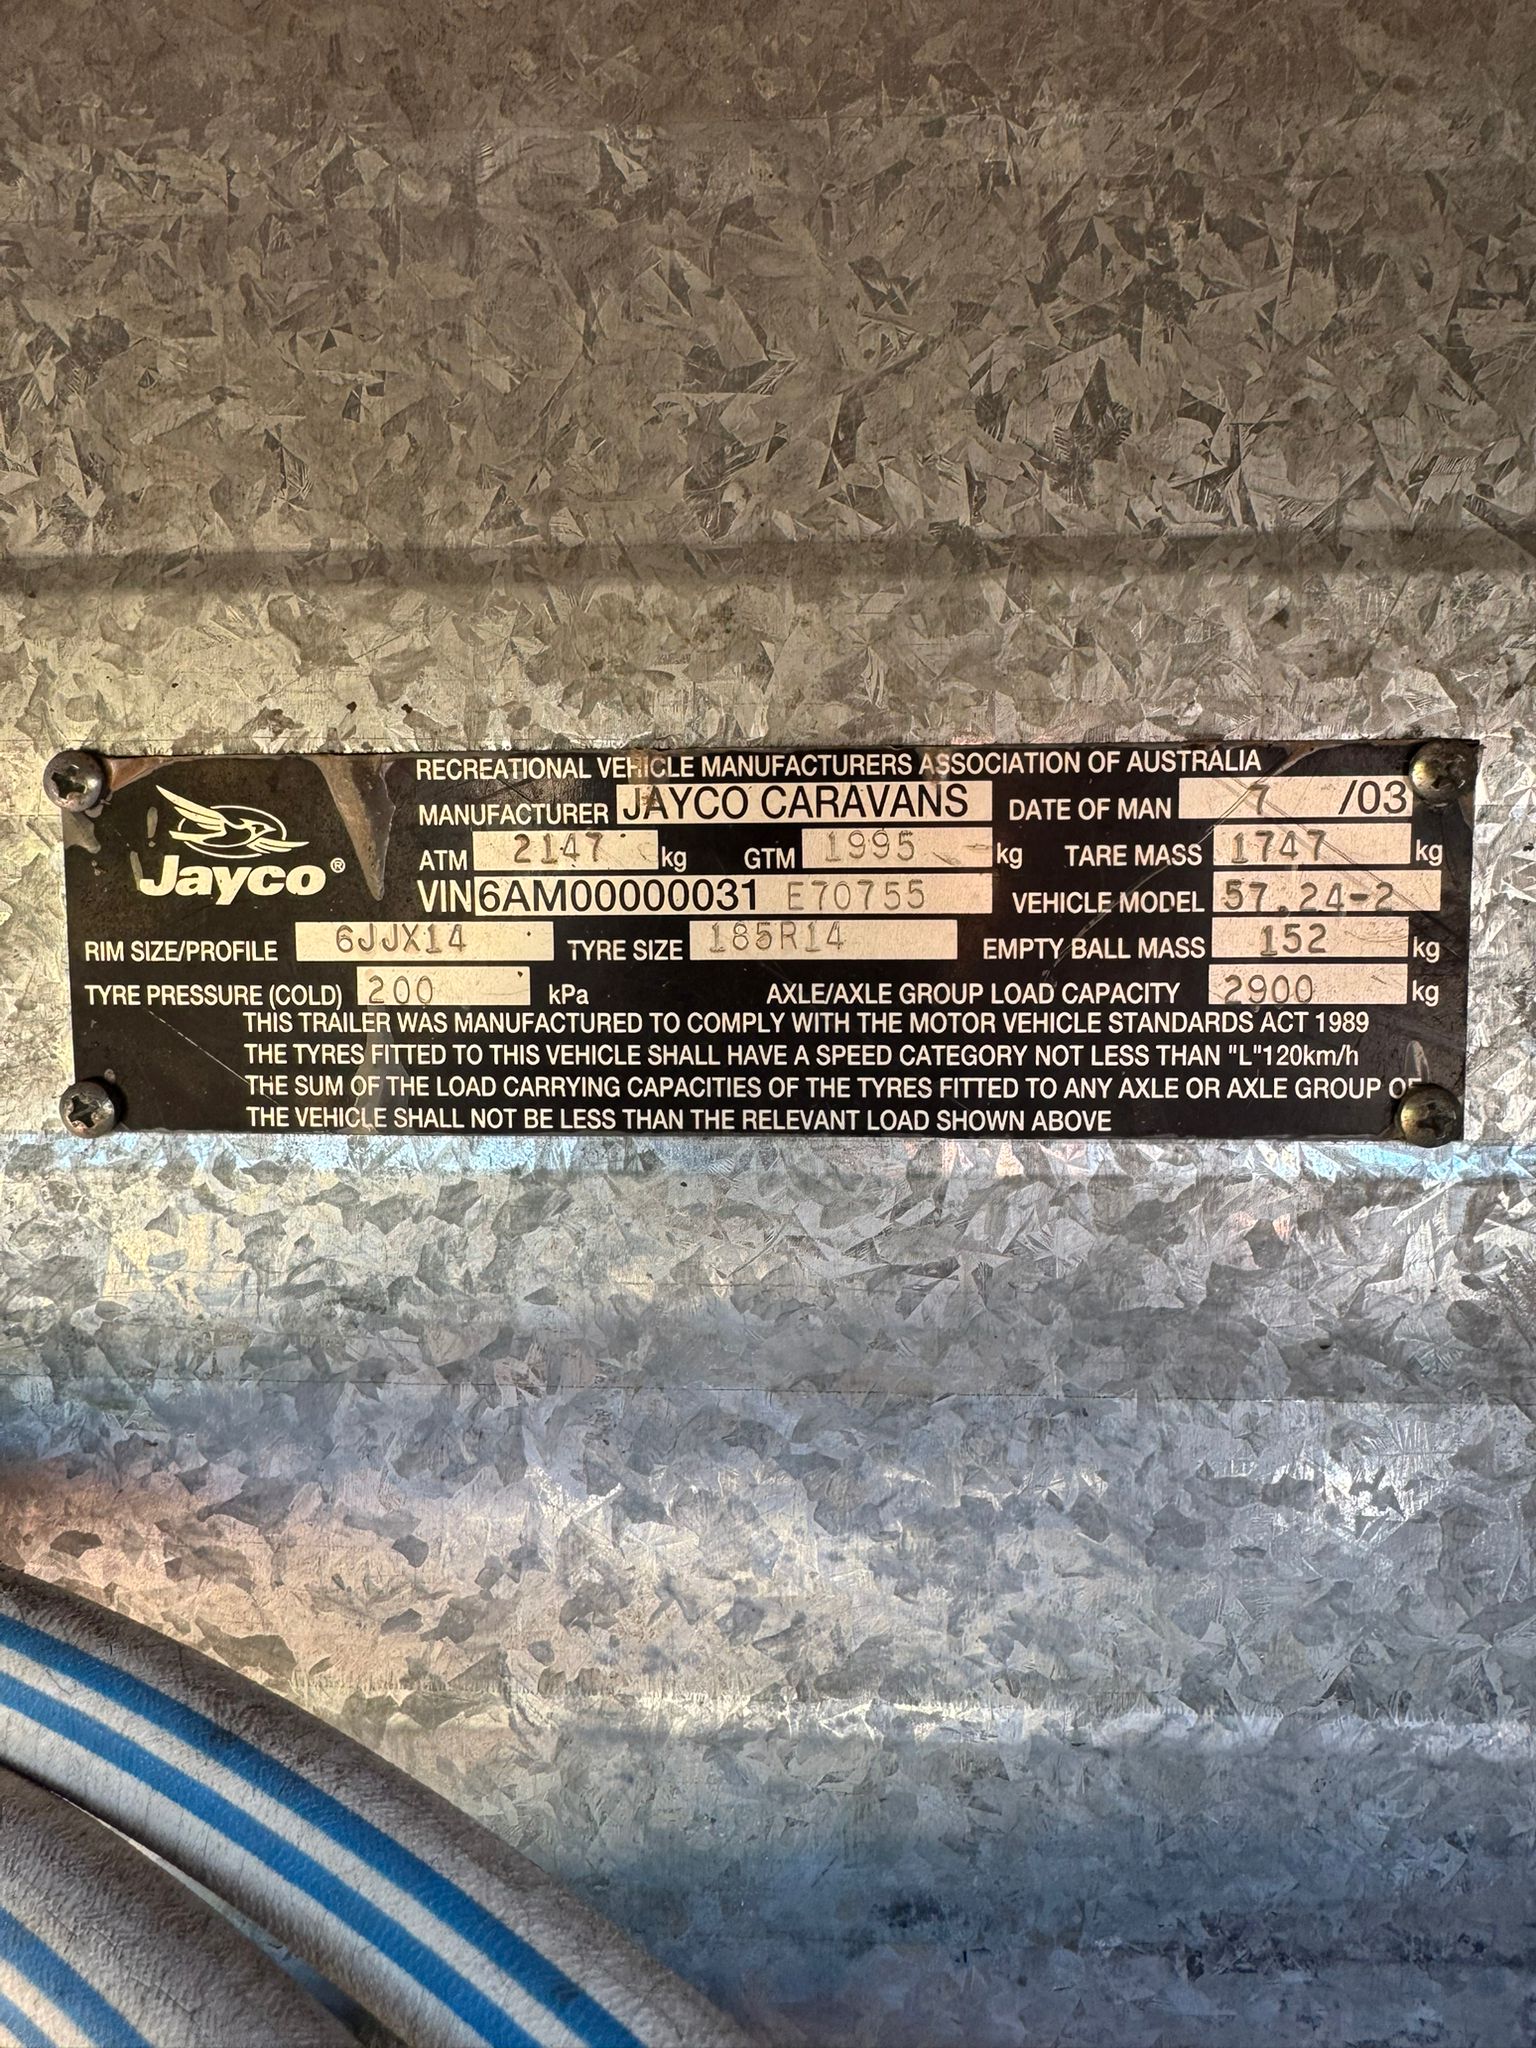 RECREATIONAL VEHICLE MANUFACTURERS ASSOCIATION OF AUSTRALIA
Jayco®
MANUFACTURER JAYCO CARAVANS DATE OF MAN 7 /03
ATM 2147 kg GTM 1995 kg TARE MASS 1747 kg
VIN 6AM00000031 E70755 VEHICLE MODEL 57.24-2
RIM SIZE/PROFILE 6JJX14 TYRE SIZE 185R14 EMPTY BALL MASS 152 kg
TYRE PRESSURE (COLD) 200 kPa AXLE/AXLE GROUP LOAD CAPACITY 2900 kg
THIS TRAILER WAS MANUFACTURED TO COMPLY WITH THE MOTOR VEHICLE STANDARDS ACT 1989
THE TYRES FITTED TO THIS VEHICLE SHALL HAVE A SPEED CATEGORY NOT LESS THAN "L"120km/h
THE SUM OF THE LOAD CARRYING CAPACITIES OF THE TYRES FITTED TO ANY AXLE OR AXLE GROUP OF
THE VEHICLE SHALL NOT BE LESS THAN THE RELEVANT LOAD SHOWN ABOVE